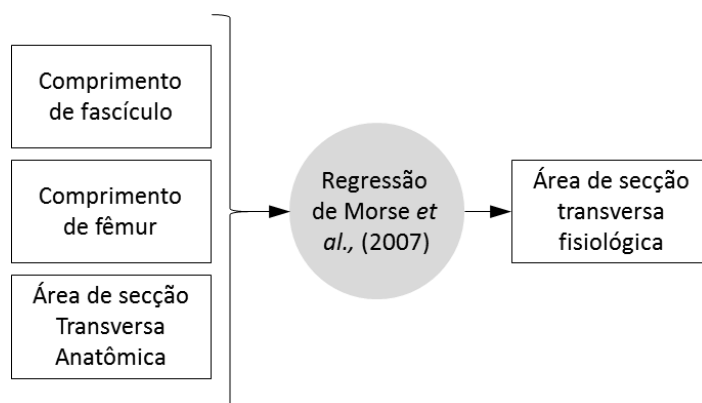 Comprimento
de fascículo
Comprimento
de fêmur
Área de secção
Transversa
Anatômica
Regressão
de Morse et
al., (2007)
Área de secção
transversa
fisiológica